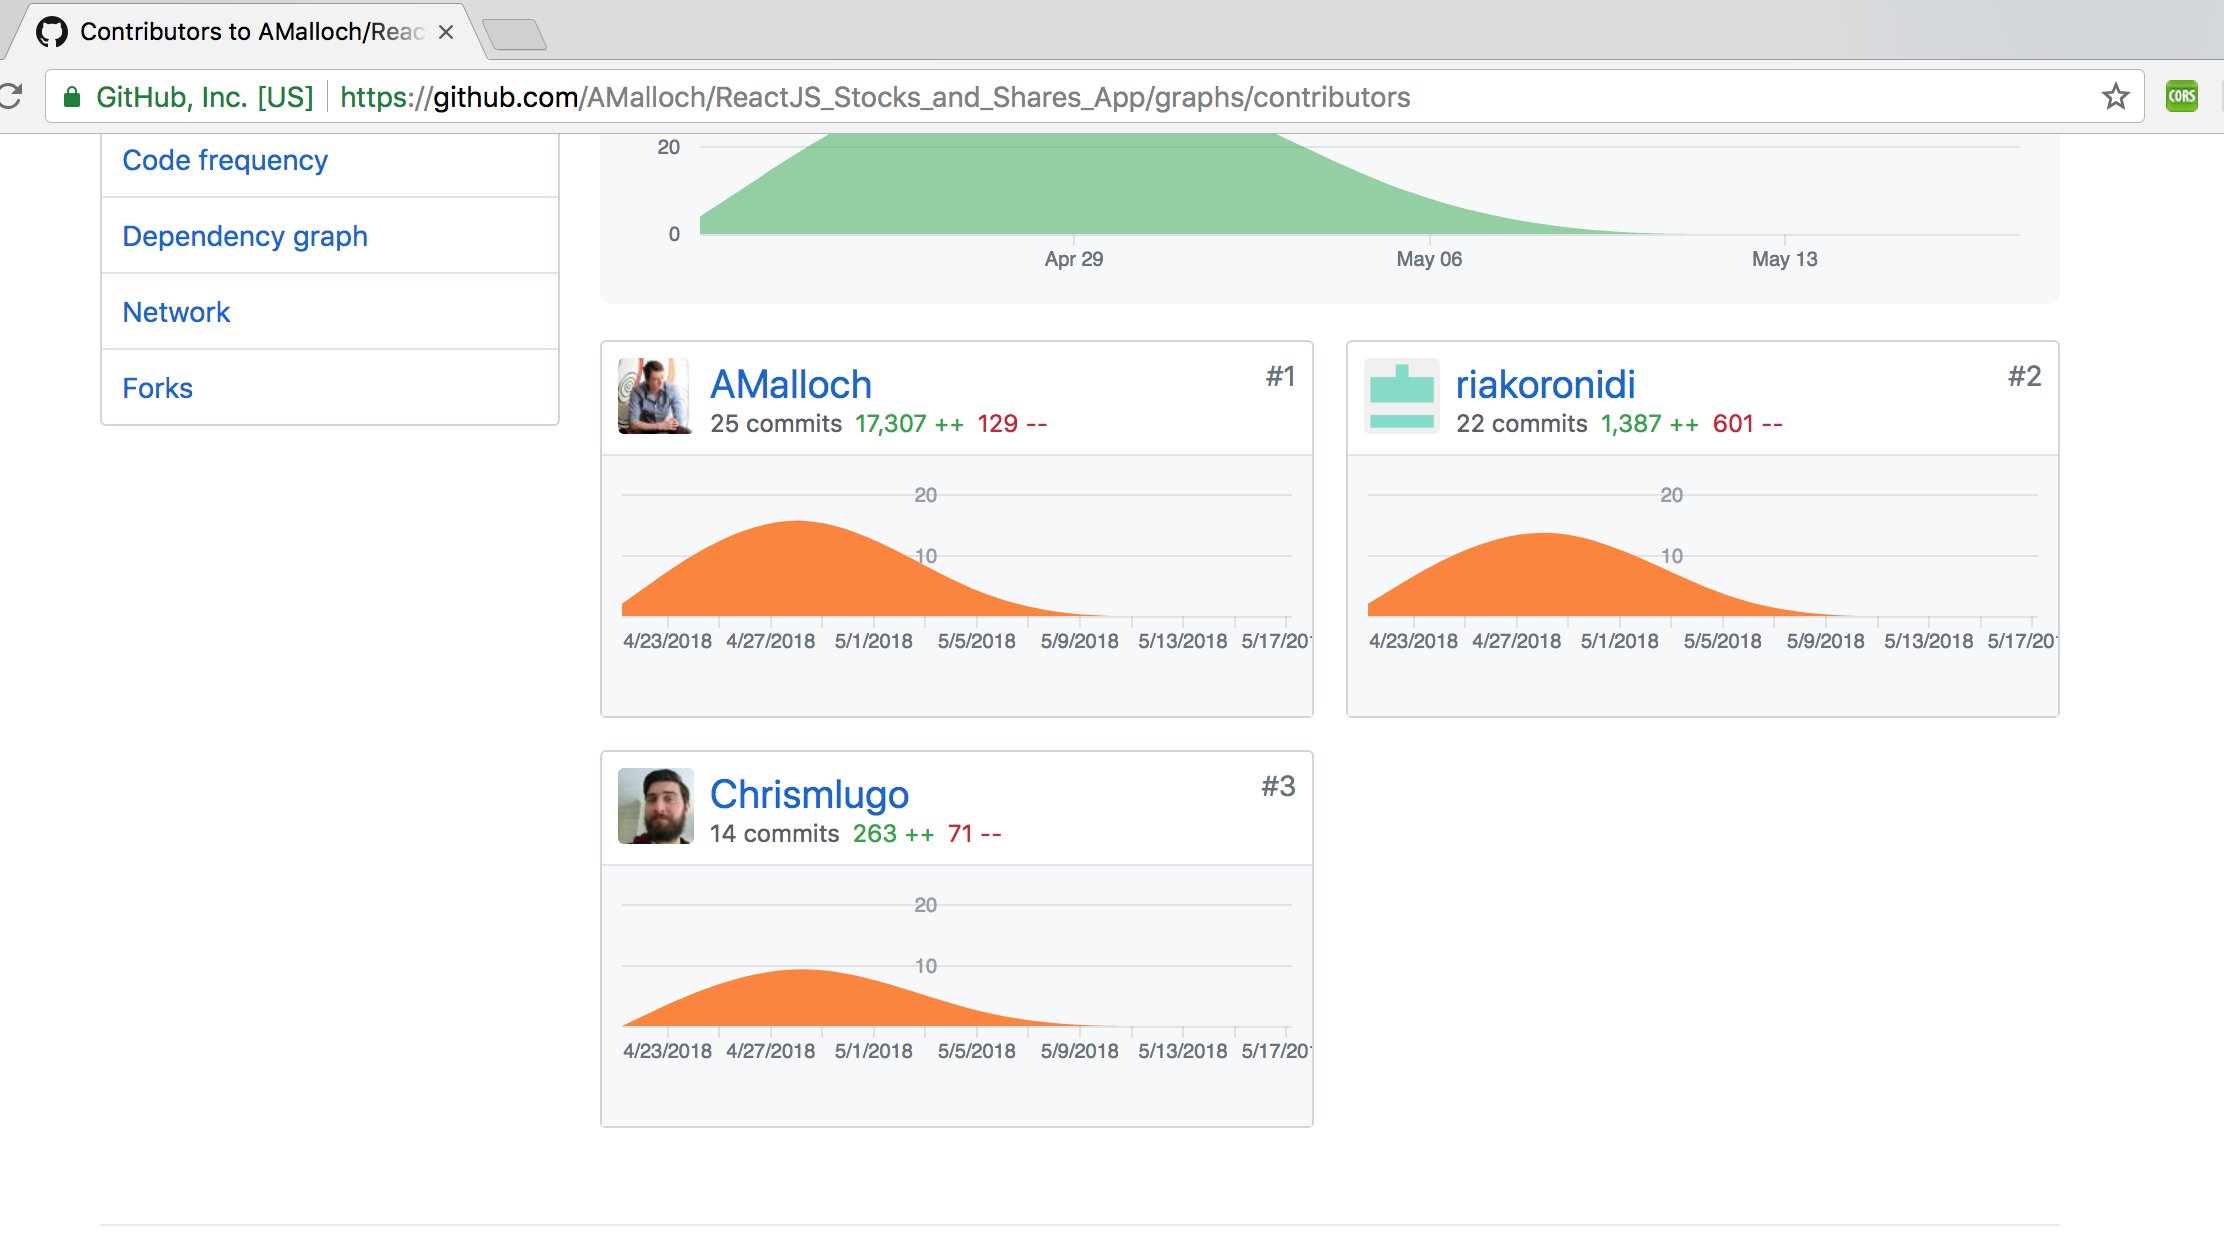 Contributors to AMalloch/Reac
GitHub, Inc. [US] https://github.com/AMalloch/ReactJS_Stocks_and_Shares_App/graphs/contributors
CORS
Code frequency
Dependency graph
Network
Forks
20
0
Apr 29 May 06 May 13
AMalloch #1
25 commits 17,307 ++ 129 --
20
10
4/23/2018 4/27/2018 5/1/2018 5/5/2018 5/9/2018 5/13/2018 5/17/201
riakoronidi #2
22 commits 1,387 ++ 601 --
20
10
4/23/2018 4/27/2018 5/1/2018 5/5/2018 5/9/2018 5/13/2018 5/17/201
Chrismlugo #3
14 commits 263 ++ 71 --
20
10
4/23/2018 4/27/2018 5/1/2018 5/5/2018 5/9/2018 5/13/2018 5/17/201